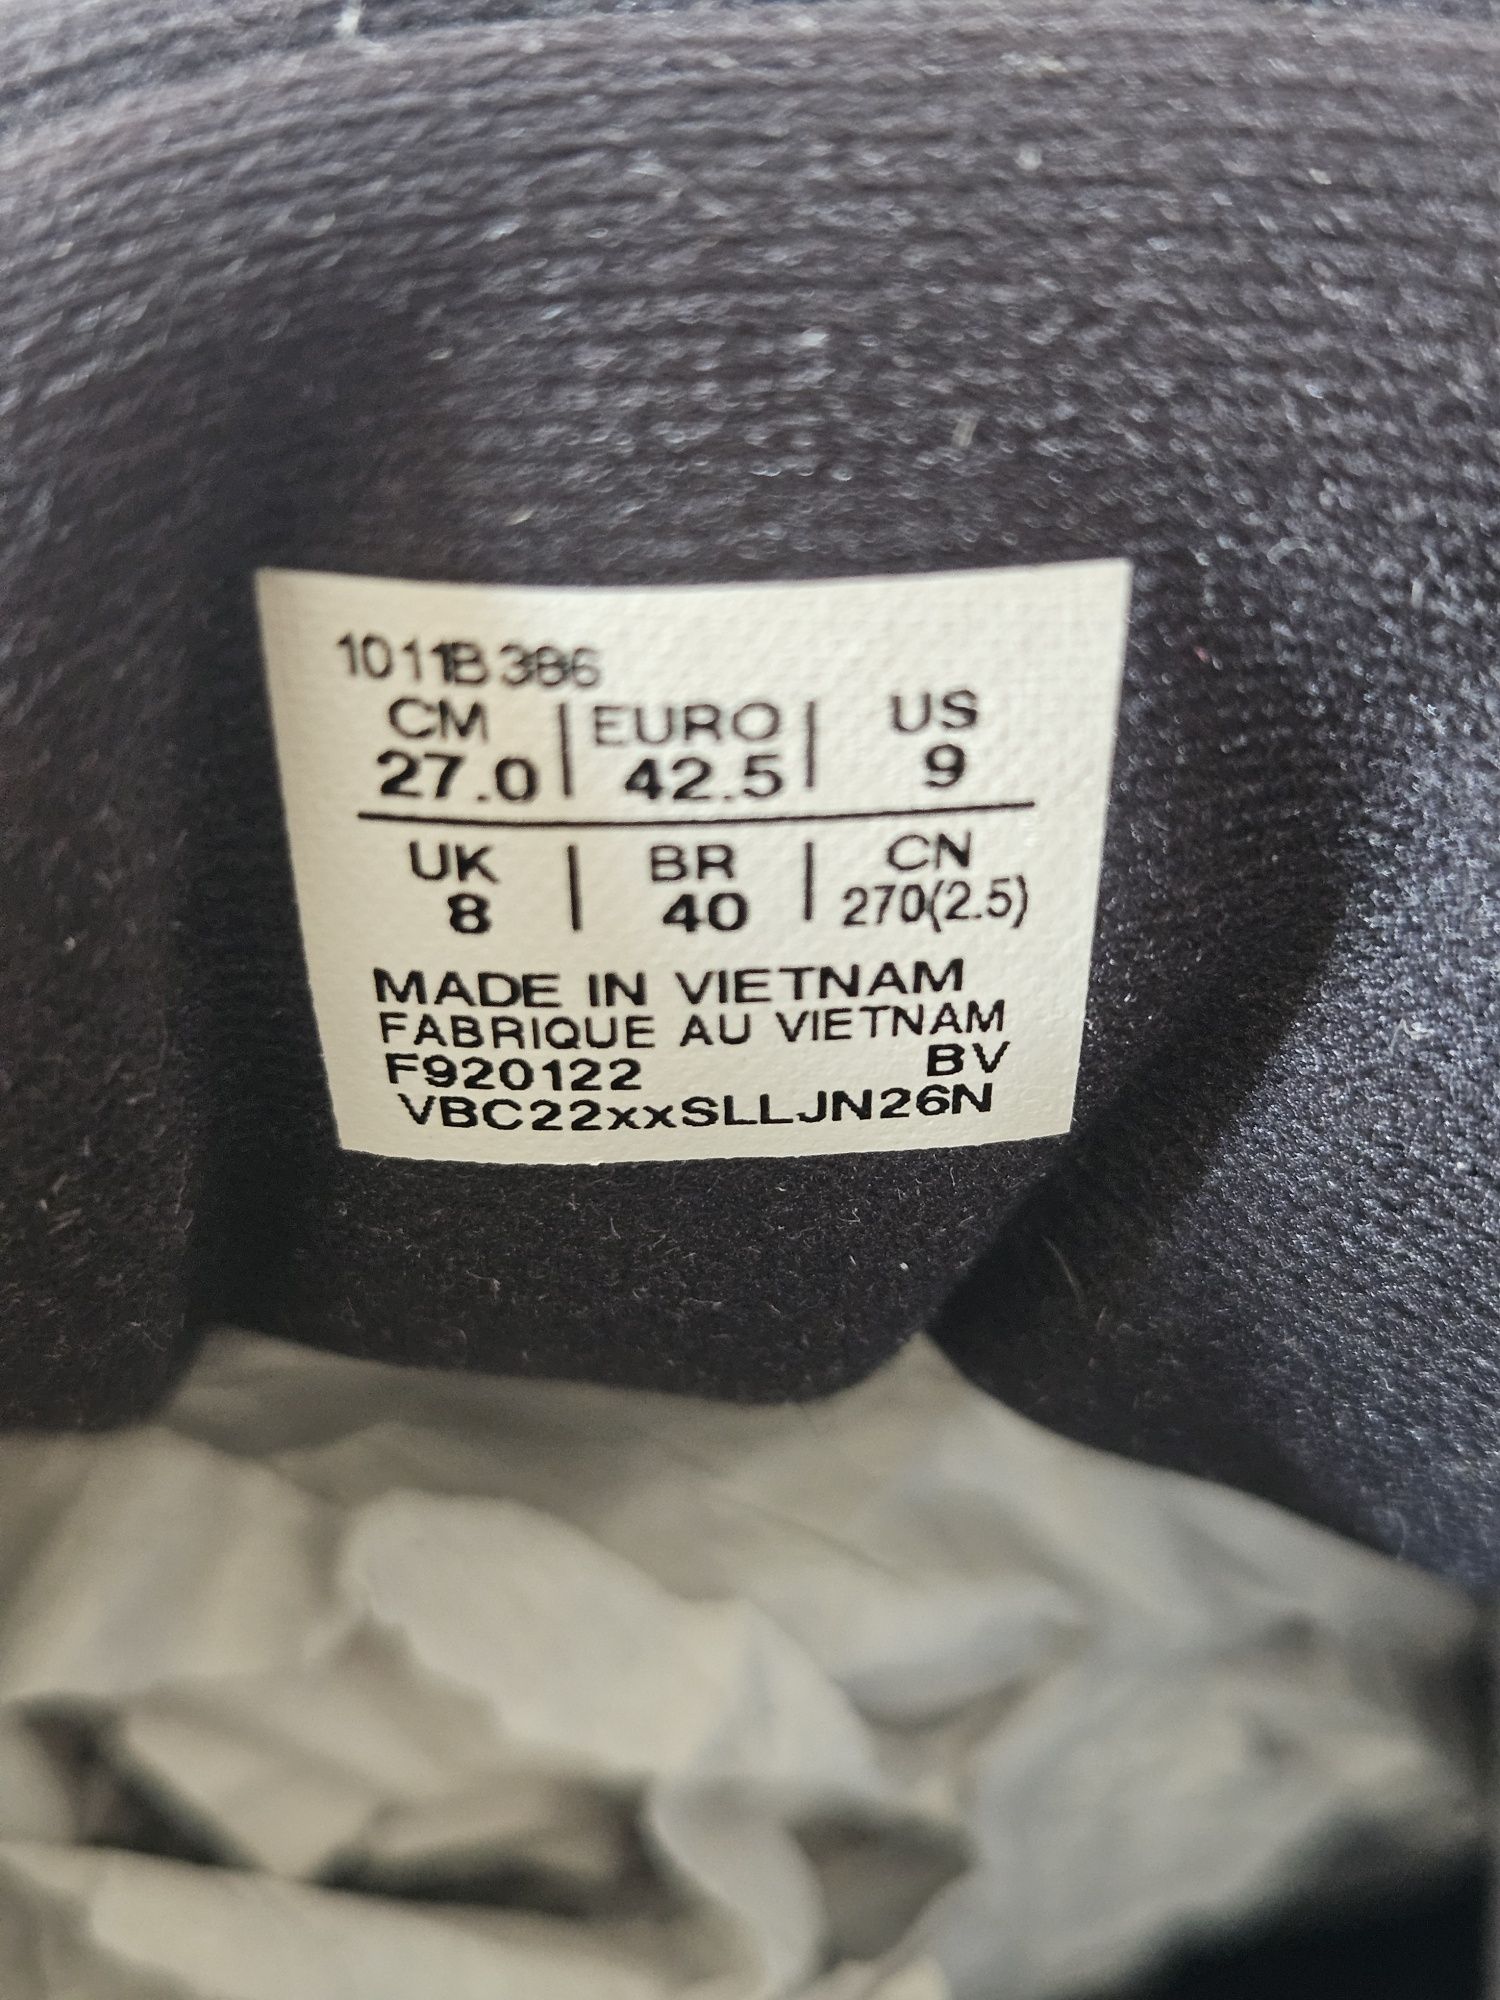 1011B386
CM | EURO | US
27.0 | 42.5 | 9
UK | BR | CN
8 | 40 | 270(2.5)
MADE IN VIETNAM
FABRIQUE AU VIETNAM
F920122 BV
VBC22xxSLLJN26N